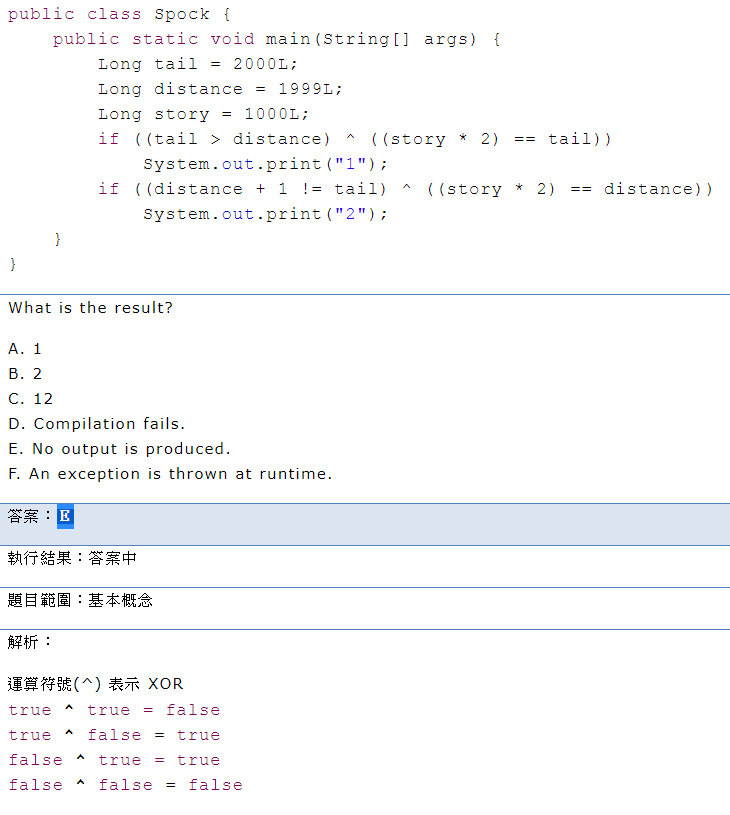 public class Spock {
    public static void main(String[] args) {
        Long tail = 2000L;
        Long distance = 1999L;
        Long story = 1000L;
        if ((tail > distance) ^ ((story * 2) == tail))
            System.out.print("1");
        if ((distance + 1 != tail) ^ ((story * 2) == distance))
            System.out.print("2");
    }
}
What is the result?
A. 1
B. 2
C. 12
D. Compilation fails.
E. No output is produced.
F. An exception is thrown at runtime.
答案：E
執行結果：答案中
題目範圍：基本概念
解析：
運算符號(^) 表示 XOR
true ^ true = false
true ^ false = true
false ^ true = true
false ^ false = false